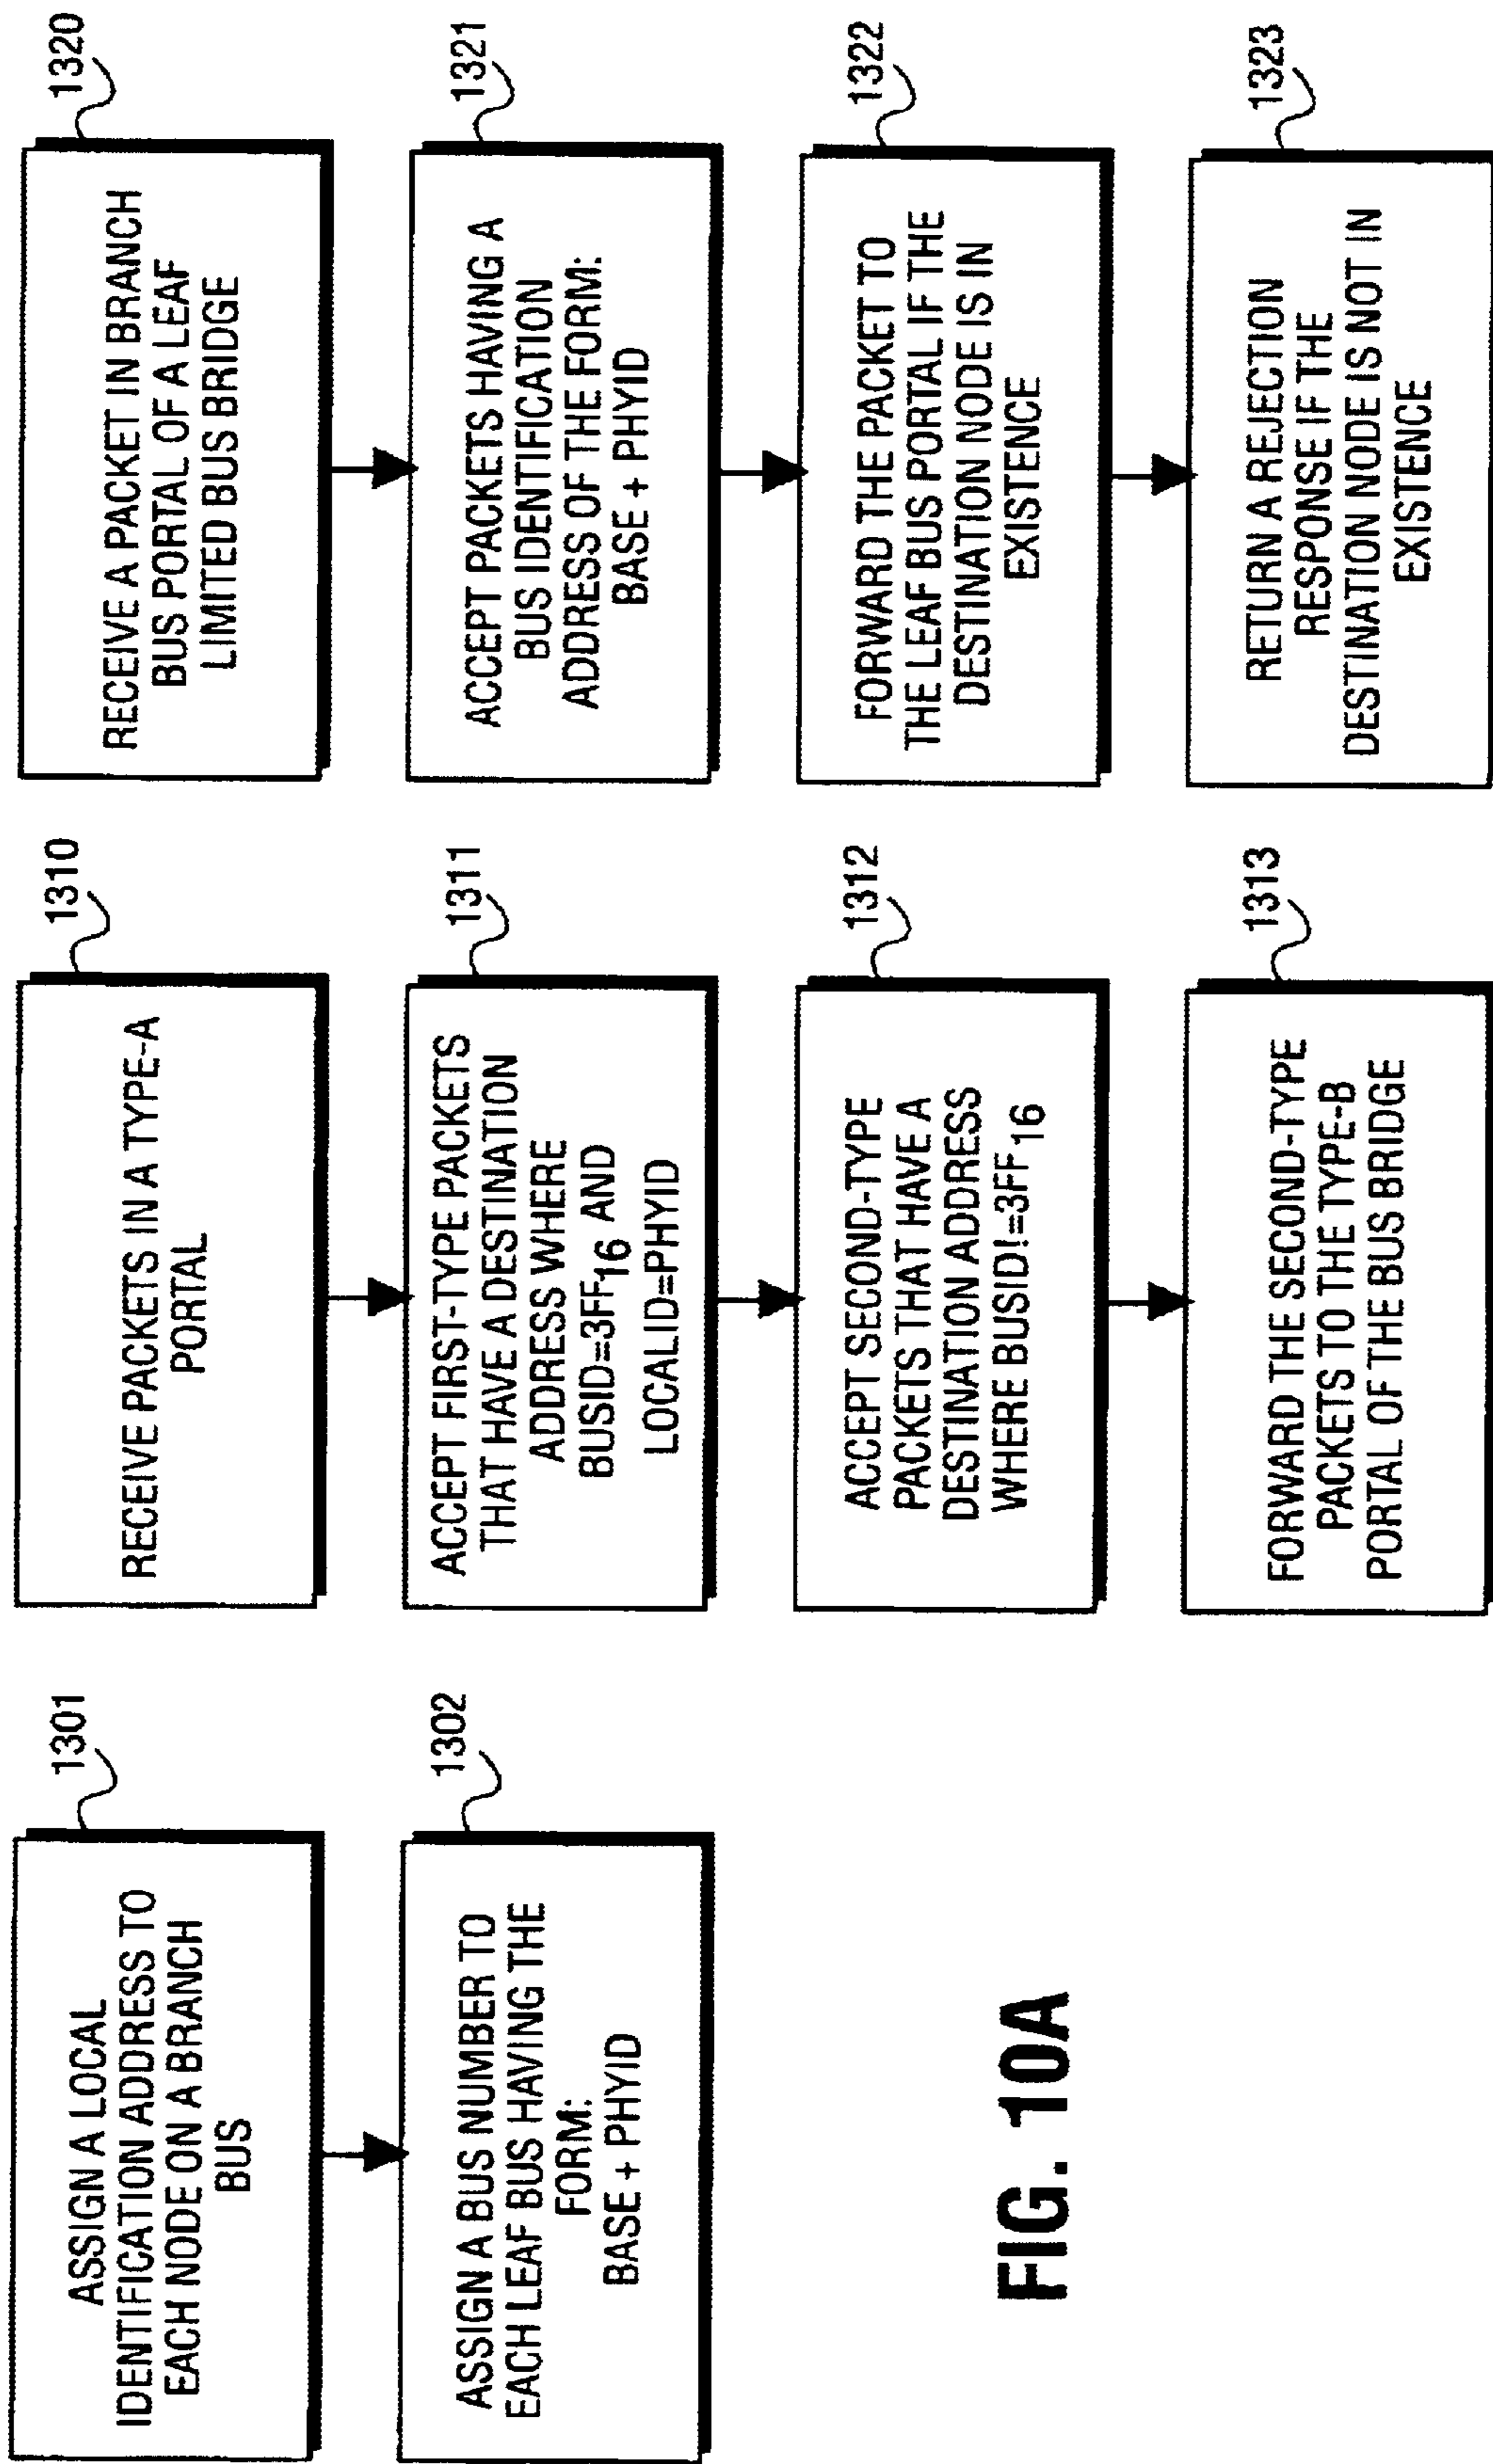 1301
ASSIGN A LOCAL
IDENTIFICATION ADDRESS TO
EACH NODE ON A BRANCH
BUS
1302
ASSIGN A BUS NUMBER TO
EACH LEAF BUS HAVING THE
FORM:
BASE + PHYID
1310
RECEIVE PACKETS IN A TYPE-A
PORTAL
1311
ACCEPT FIRST-TYPE PACKETS
THAT HAVE A DESTINATION
ADDRESS WHERE
BUSID=3FF16 AND
LOCALID=PHYID
1312
ACCEPT SECOND-TYPE
PACKETS THAT HAVE A
DESTINATION ADDRESS
WHERE BUSID!=3FF16
1313
FORWARD THE SECOND-TYPE
PACKETS TO THE TYPE-B
PORTAL OF THE BUS BRIDGE
1320
RECEIVE A PACKET IN BRANCH
BUS PORTAL OF A LEAF
LIMITED BUS BRIDGE
1321
ACCEPT PACKETS HAVING A
BUS IDENTIFICATION
ADDRESS OF THE FORM:
BASE + PHYID
1322
FORWARD THE PACKET TO
THE LEAF BUS PORTAL IF THE
DESTINATION NODE IS IN
EXISTENCE
1323
RETURN A REJECTION
RESPONSE IF THE
DESTINATION NODE IS NOT IN
EXISTENCE
FIG. 10A